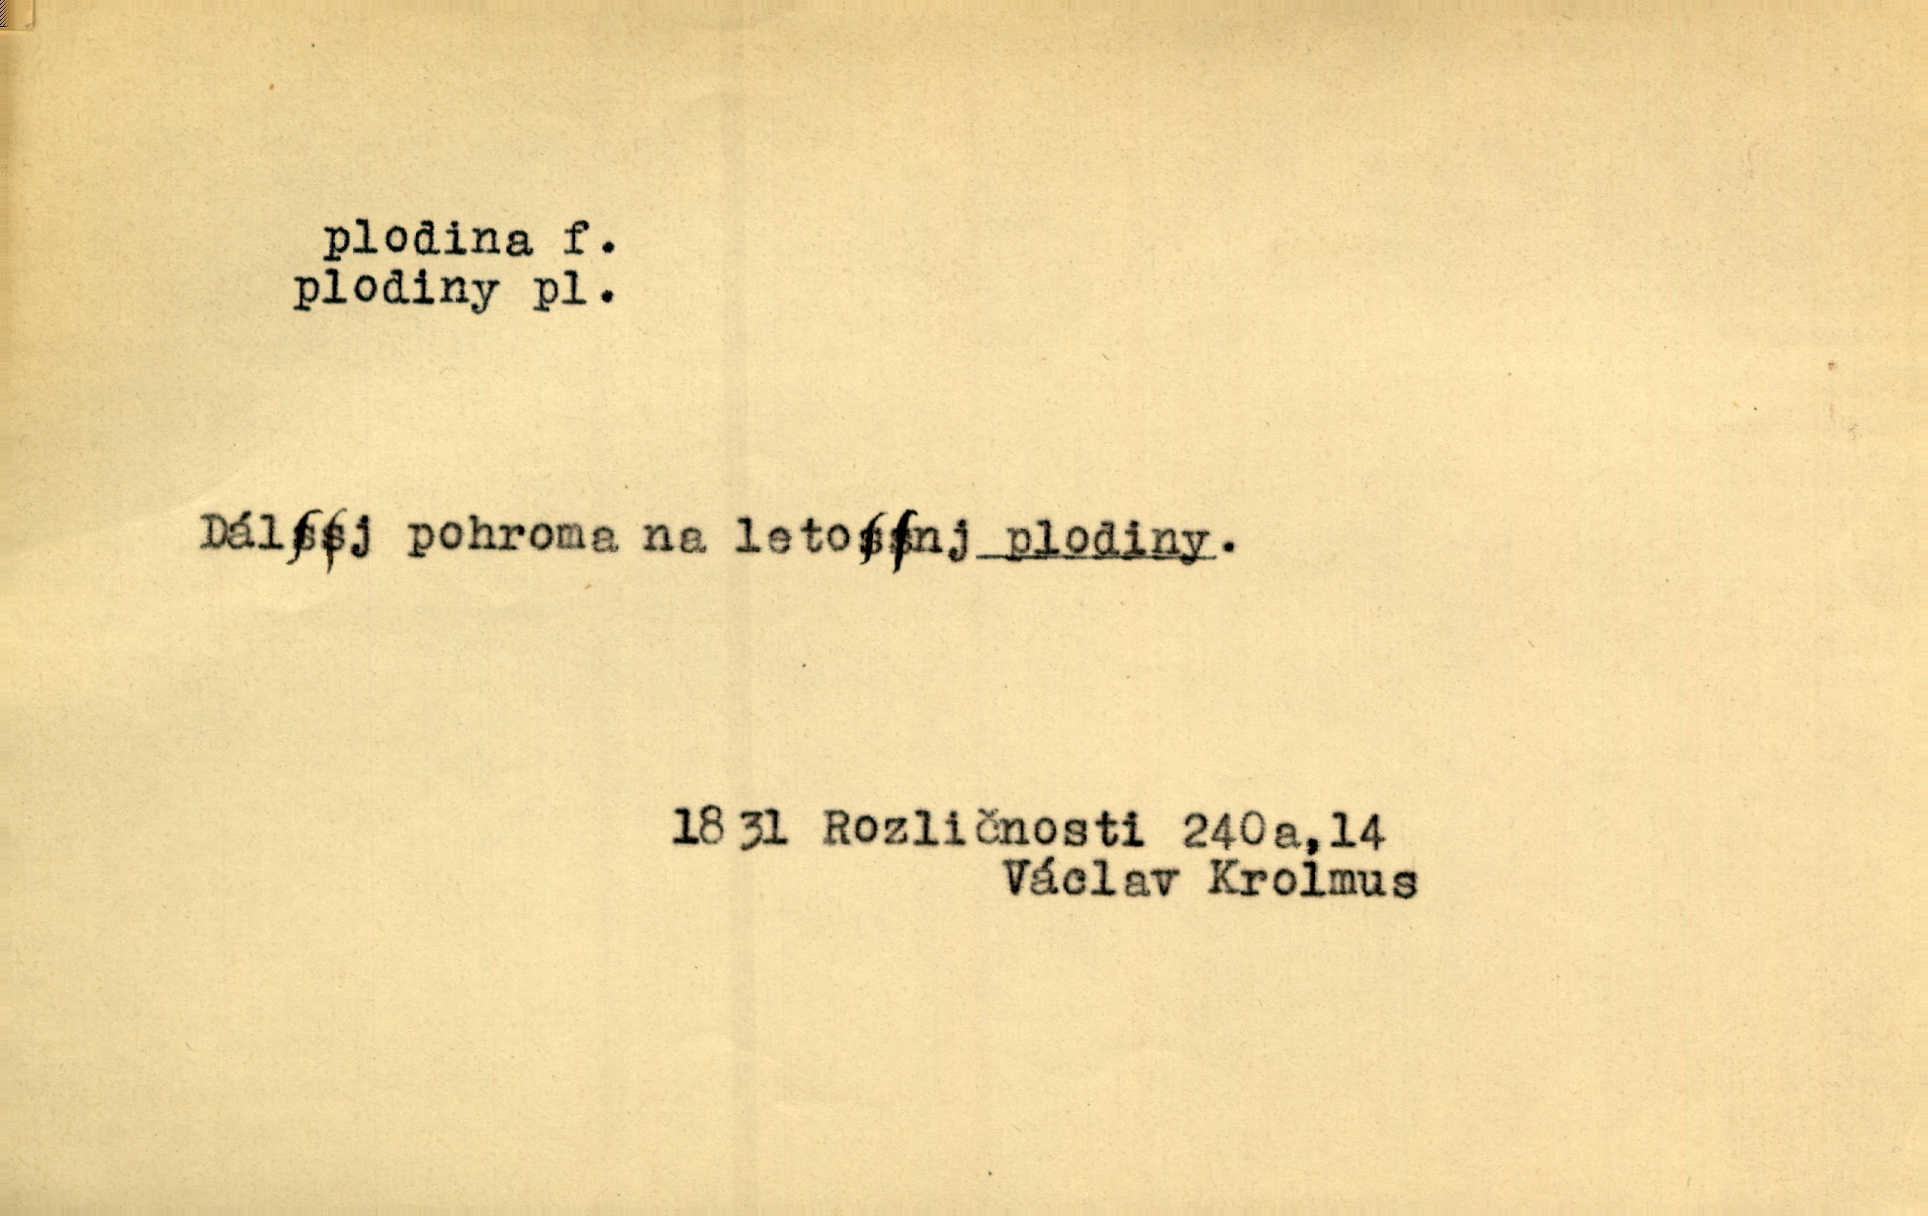 plodina f.
plodiny pl.
Dálſſj pohroma na letoſſnj plodiny.
1831 Rozličnosti 240a,14
Václav Krolmus